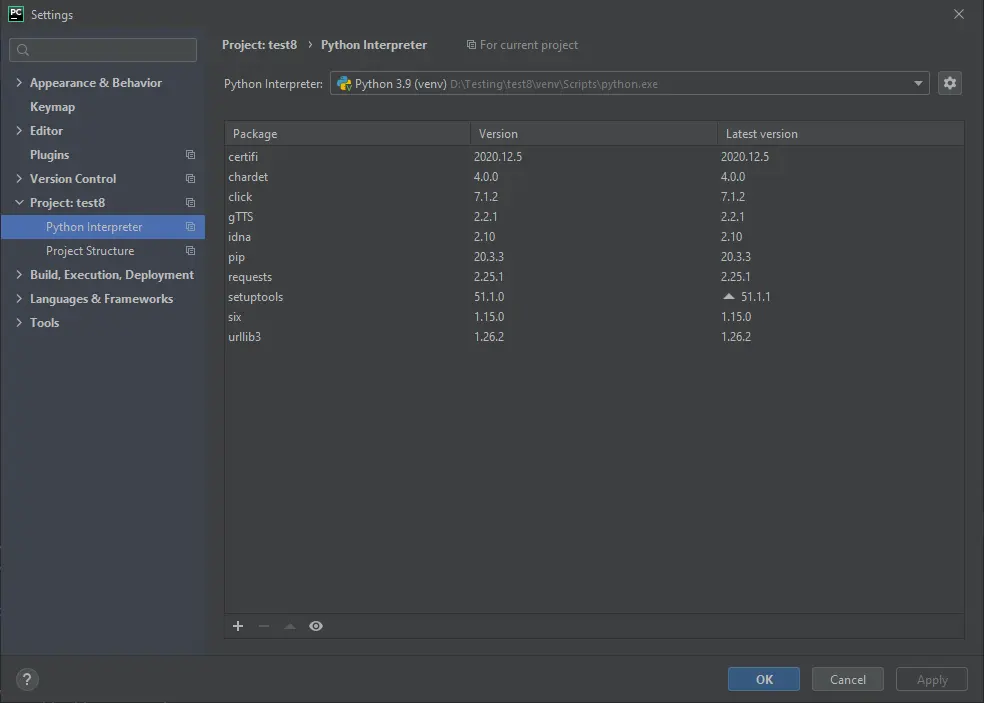 PC Settings
Project: test8 › Python Interpreter For current project
Appearance & Behavior
Keymap
Editor
Plugins
Version Control
Project: test8
Python Interpreter
Project Structure
Build, Execution, Deployment
Languages & Frameworks
Tools
Python Interpreter: Python 3.9 (venv) D:\Testing\test8\venv\Scripts\python.exe
Package Version Latest version
certifi 2020.12.5 2020.12.5
chardet 4.0.0 4.0.0
click 7.1.2 7.1.2
gTTS 2.2.1 2.2.1
idna 2.10 2.10
pip 20.3.3 20.3.3
requests 2.25.1 2.25.1
setuptools 51.1.0 51.1.1
six 1.15.0 1.15.0
urllib3 1.26.2 1.26.2
? OK Cancel Apply